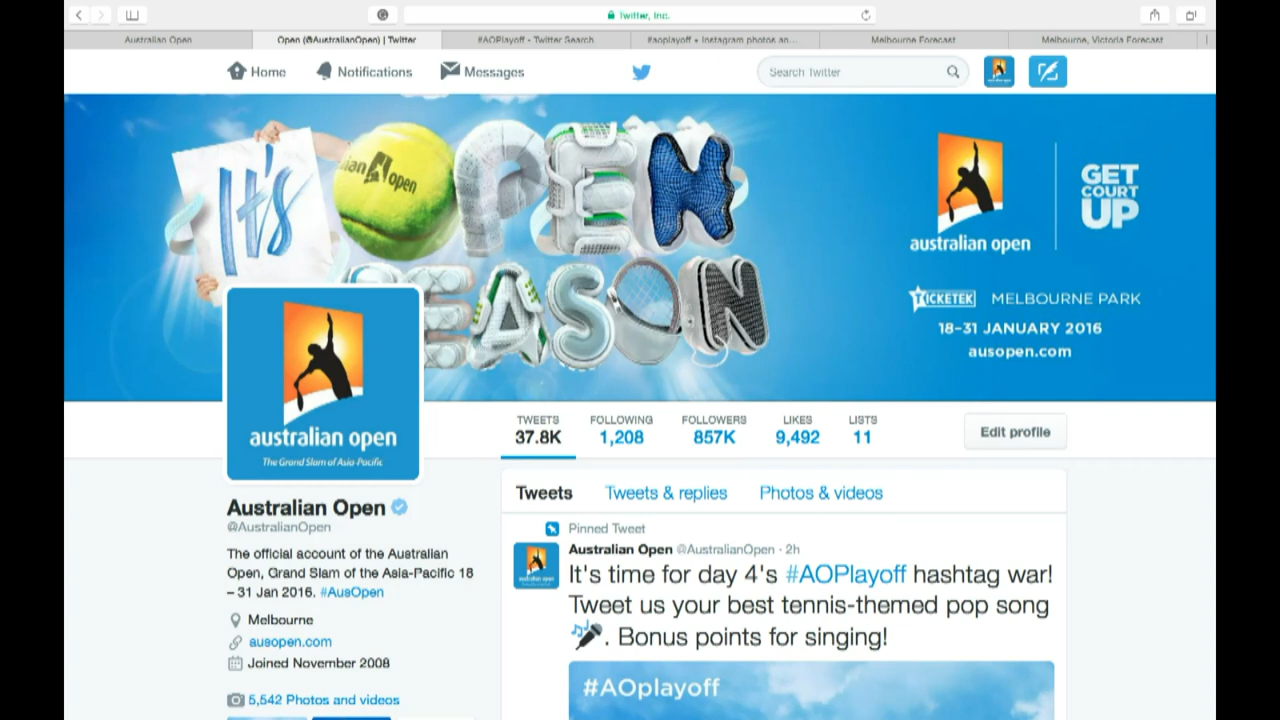 Twitter, Inc.
Australian Open
Open (@AustralianOpen) | Twitter
#AOPlayoff - Twitter Search
#aoplayoff • Instagram photos an...
Melbourne Forecast
Melbourne, Victoria Forecast
Home
Notifications
Messages
Search Twitter
IT'S
OPEN
SEASON
ian Open
australian open
GET
COURT
UP
TICKETEK
MELBOURNE PARK
18-31 JANUARY 2016
ausopen.com
australian open
The Grand Slam of Asia-Pacific
TWEETS
37.8K
FOLLOWING
1,208
FOLLOWERS
857K
LIKES
9,492
LISTS
11
Edit profile
Australian Open
@AustralianOpen
The official account of the Australian
Open, Grand Slam of the Asia-Pacific 18
– 31 Jan 2016. #AusOpen
Melbourne
ausopen.com
Joined November 2008
5,542 Photos and videos
Tweets
Tweets & replies
Photos & videos
Pinned Tweet
Australian Open @AustralianOpen · 2h
It's time for day 4's #AOPlayoff hashtag war!
Tweet us your best tennis-themed pop song
🎶🎤. Bonus points for singing!
#AOplayoff